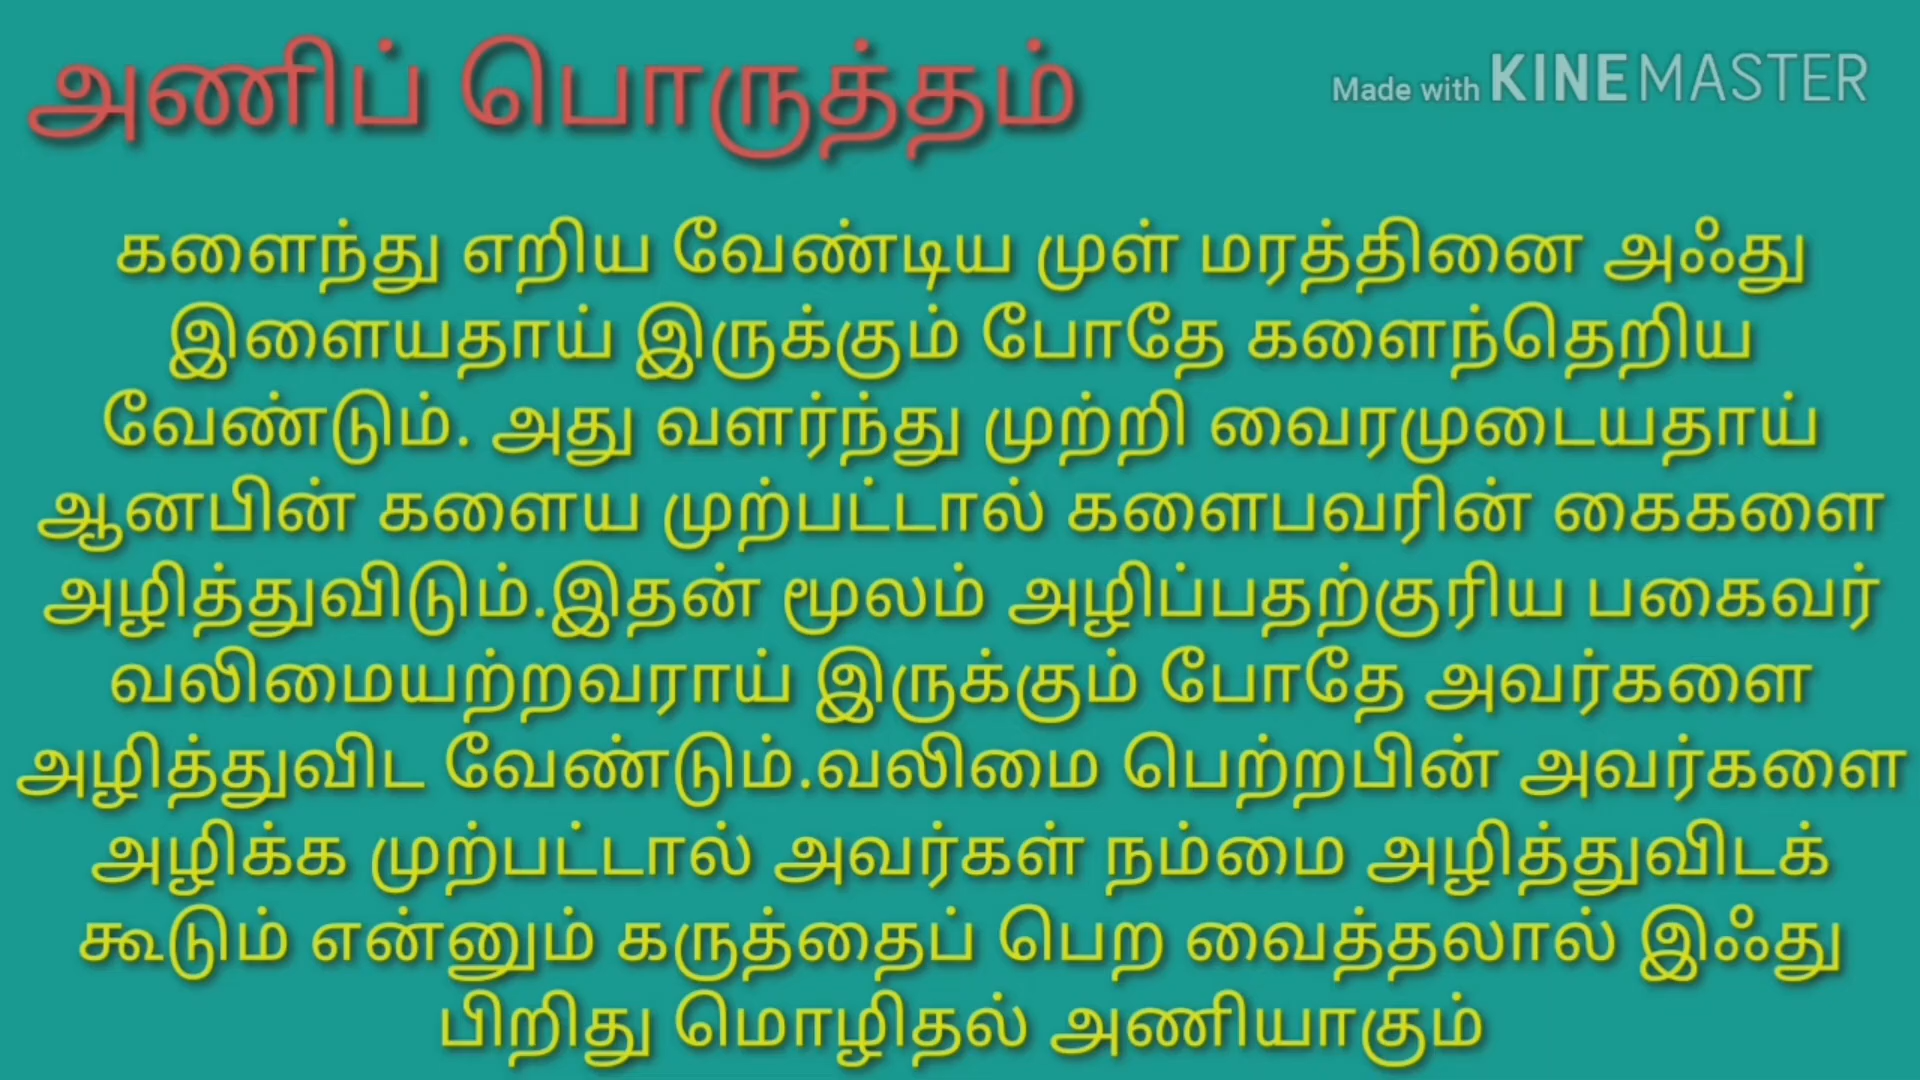 அணிப் பொருத்தம்
Made with KINEMASTER
களைந்து எறிய வேண்டிய முள் மரத்தினை அஃது
இளையதாய் இருக்கும் போதே களைந்தெறிய
வேண்டும். அது வளர்ந்து முற்றி வைரமுடையதாய்
ஆனபின் களைய முற்பட்டால் களைபவரின் கைகளை
அழித்துவிடும்.இதன் மூலம் அழிப்பதற்குரிய பகைவர்
வலிமையற்றவராய் இருக்கும் போதே அவர்களை
அழித்துவிட வேண்டும்.வலிமை பெற்றபின் அவர்களை
அழிக்க முற்பட்டால் அவர்கள் நம்மை அழித்துவிடக்
கூடும் என்னும் கருத்தைப் பெற வைத்தலால் இஃது
பிறிது மொழிதல் அணியாகும்